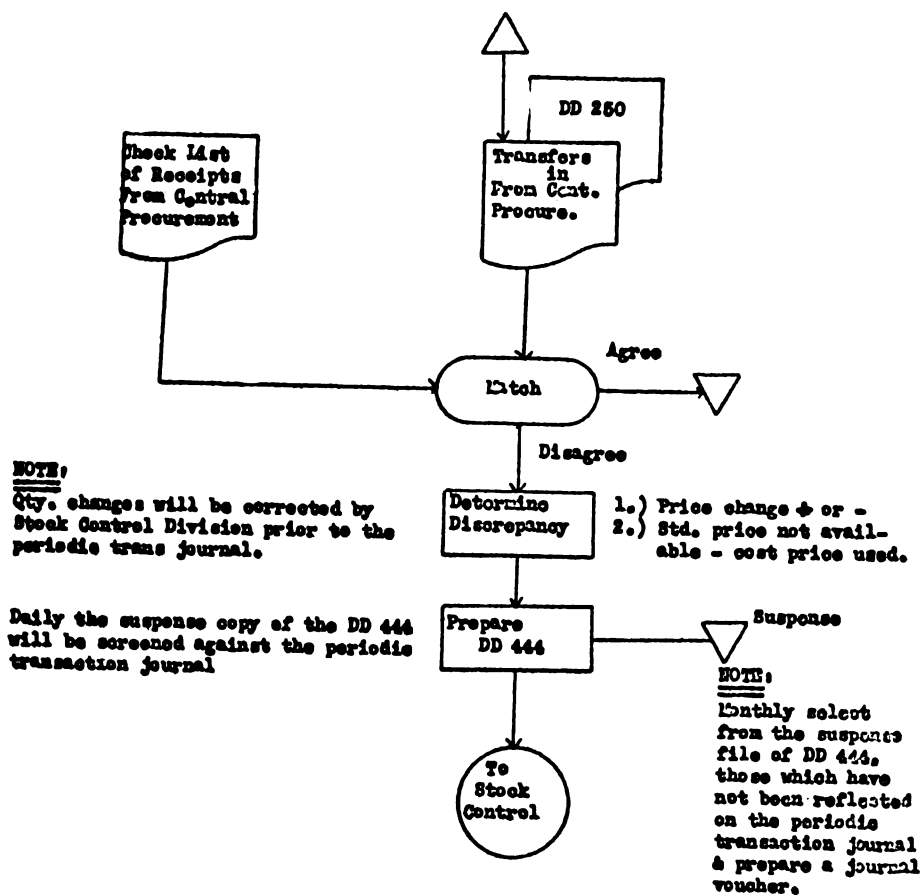 DD 250
Check List
of Receipts
From Central
Procurement
Transfers
in
From Cont.
Procure.
Agree
Match
Disagree
NOTE:
Qty. changes will be corrected by
Stock Control Division prior to the
periodic trans journal.
Determine
Discrepancy
1.) Price change + or -
2.) Std. price not avail-
able - cost price used.
Daily the suspense copy of the DD 444
will be screened against the periodic
transaction journal
Prepare
DD 444
Suspense
NOTE:
Monthly select
from the suspense
file of DD 444,
those which have
not been reflected
on the periodic
transaction journal
& prepare a journal
voucher.
To
Stock
Control